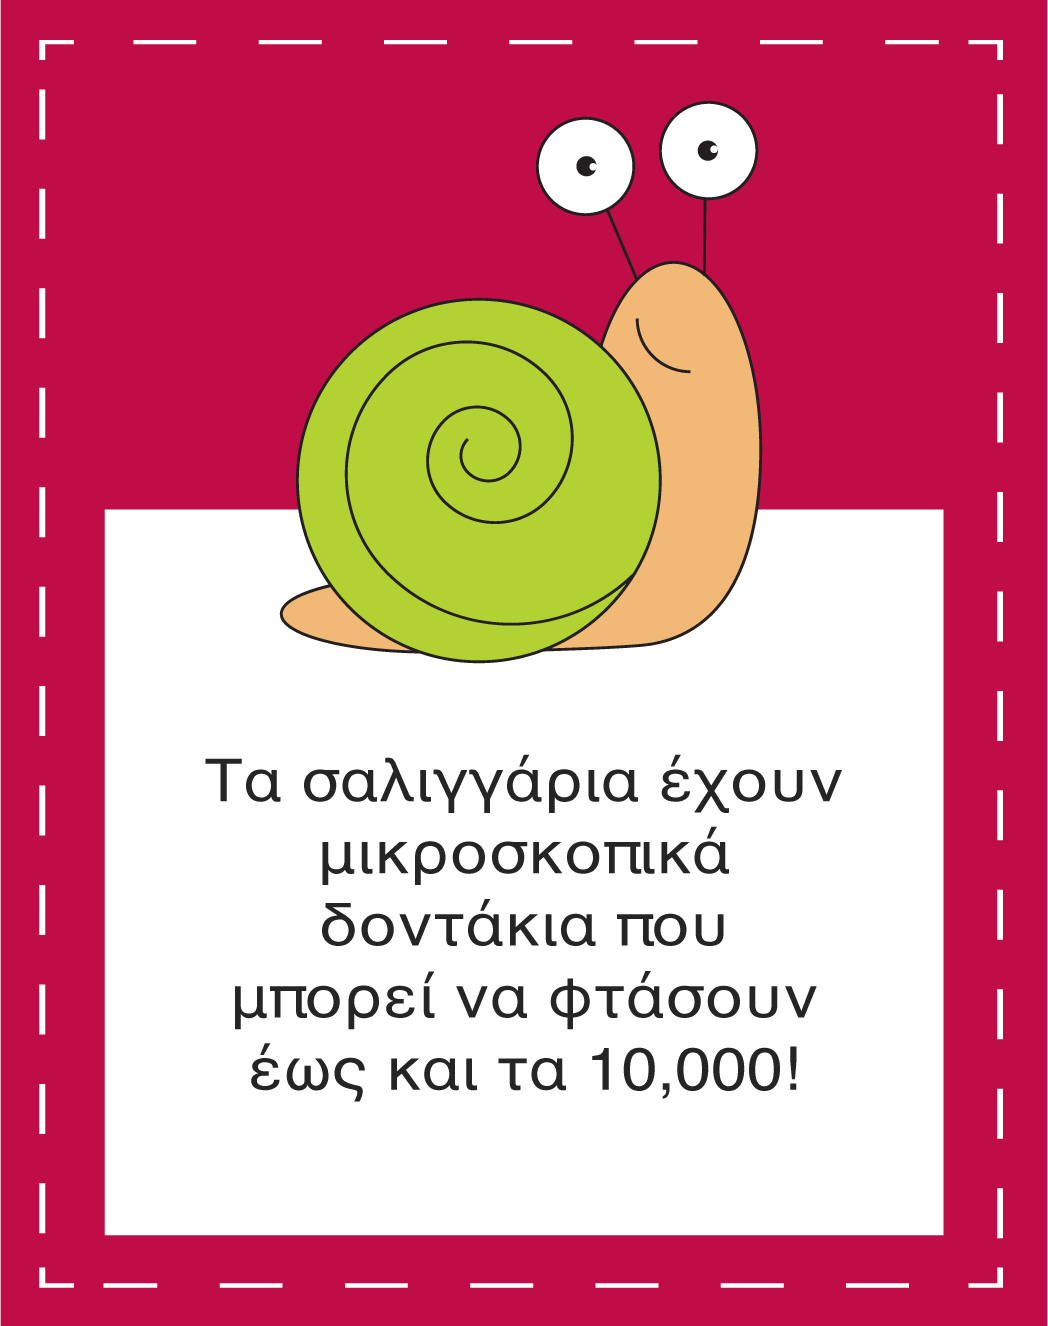 Τα σαλιγγάρια έχουν
μικροσκοπικά
δοντάκια που
μπορεί να φτάσουν
έως και τα 10,000!